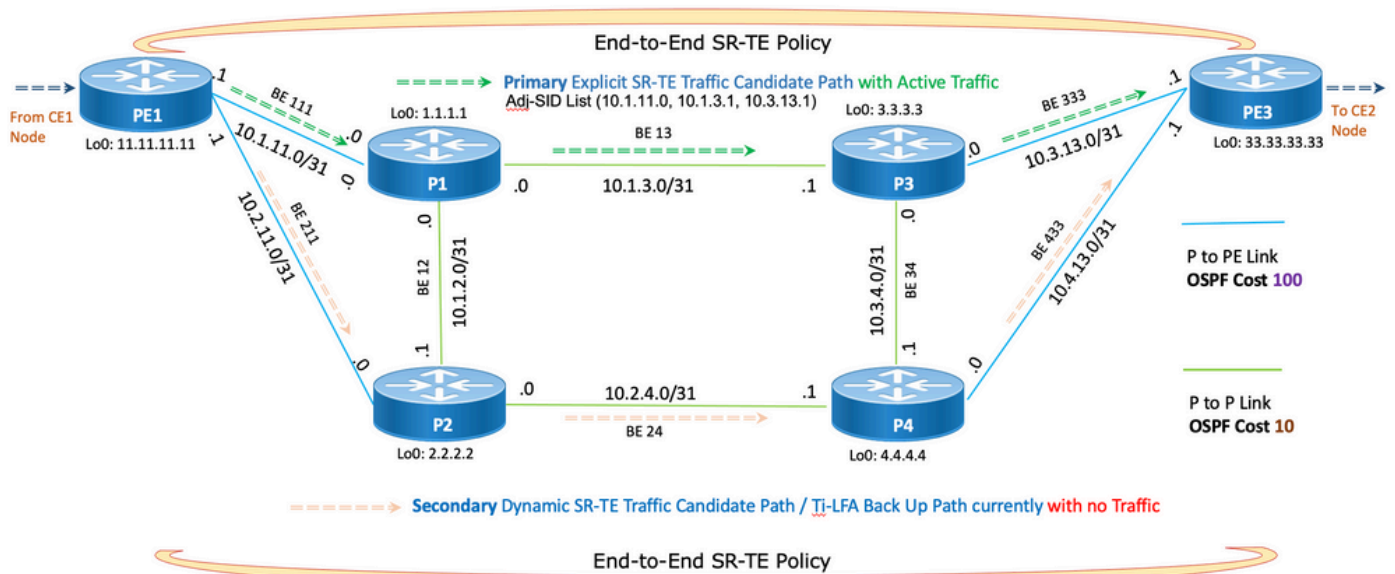 End-to-End SR-TE Policy
Primary Explicit SR-TE Traffic Candidate Path with Active Traffic
Adj-SID List (10.1.11.0, 10.1.3.1, 10.3.13.1)
From CE1
Node
PE1
Lo0: 11.11.11.11
.1
.1
BE 111
10.1.11.0/31
.0
.0
Lo0: 1.1.1.1
P1
BE 13
.0
10.1.3.0/31
.1
Lo0: 3.3.3.3
P3
.0
BE 333
10.3.13.0/31
.1
.1
PE3
Lo0: 33.33.33.33
To CE2
Node
BE 211
10.2.11.0/31
.0
.0
BE 12
10.1.2.0/31
.1
.0
10.3.4.0/31
BE 34
.1
BE 433
10.4.13.0/31
.0
P to PE Link
OSPF Cost 100
P2
Lo0: 2.2.2.2
.0
10.2.4.0/31
.1
BE 24
P4
Lo0: 4.4.4.4
P to P Link
OSPF Cost 10
Secondary Dynamic SR-TE Traffic Candidate Path / Ti-LFA Back Up Path currently with no Traffic
End-to-End SR-TE Policy